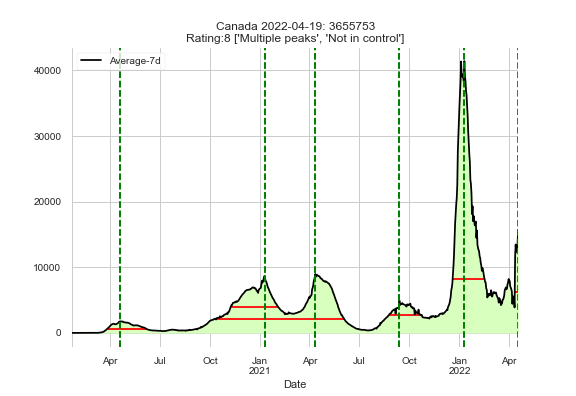 Canada 2022-04-19: 3655753
Rating:8 ['Multiple peaks', 'Not in control']
Average-7d
40000
30000
20000
10000
0
Apr Jul Oct Jan Apr Jul Oct Jan Apr
2021 2022
Date